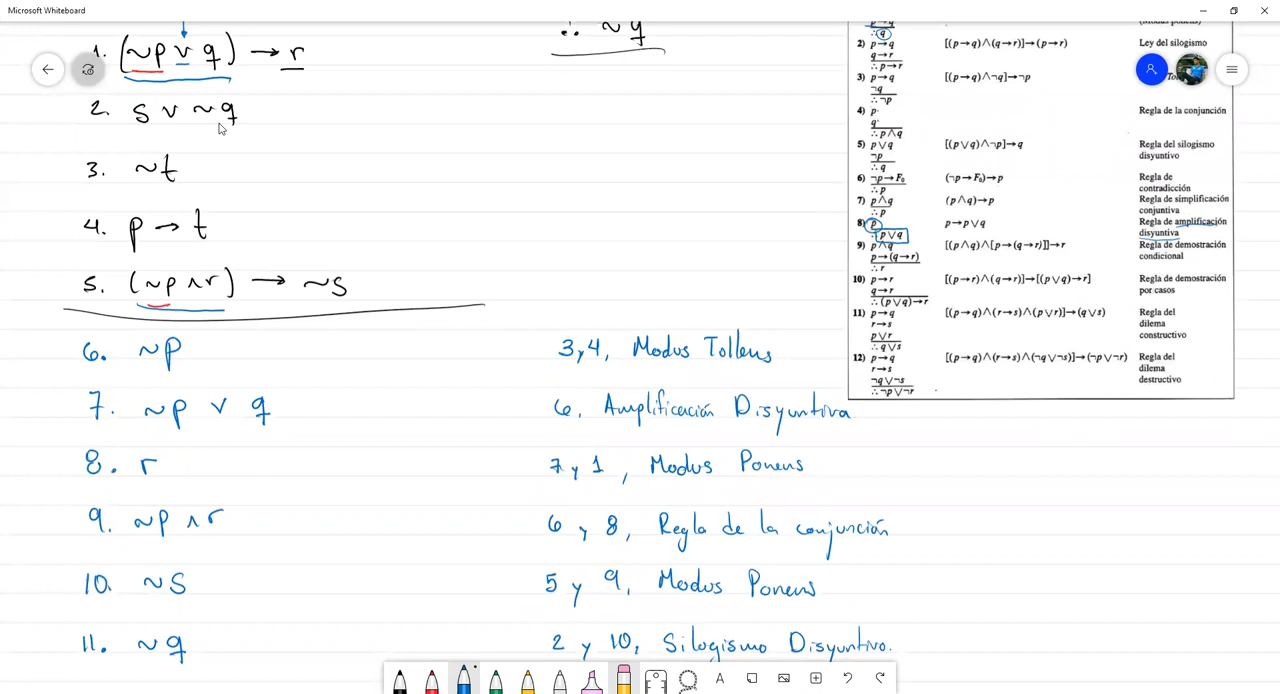 Microsoft Whiteboard
∴ ~q
1. (~p ∨ q) → r
2. s ∨ ~q
3. ~t
4. p → t
5. (~p ∧ r) → ~s
6. ~p 3,4, Modus Tollens
7. ~p ∨ q 6, Amplificación Disyuntiva
8. r 7 y 1, Modus Ponens
9. ~p ∧ r 6 y 8, Regla de la conjunción
10. ~s 5 y 9, Modus Ponens
11. ~q 2 y 10, Silogismo Disyuntivo.
p→q
∴ q
2) p→q [(p→q)∧(q→r)]→(p→r) Ley del silogismo
q→r
∴ p→r
3) p→q [(p→q)∧¬q]→¬p
¬q
∴ ¬p
4) p Regla de la conjunción
q
∴ p∧q
5) p∨q [(p∨q)∧¬p]→q Regla del silogismo
¬p disyuntivo
∴ q
6) ¬p→F₀ (¬p→F₀)→p Regla de
∴ p contradicción
7) p∧q (p∧q)→p Regla de simplificación
∴ p conjuntiva
8) p p→p∨q Regla de amplificación
∴ p∨q disyuntiva
9) p∧q [(p∧q)∧[p→(q→r)]]→r Regla de demostración
p→(q→r) condicional
∴ r
10) p→r [(p→r)∧(q→r)]→[(p∨q)→r] Regla de demostración
q→r por casos
∴ (p∨q)→r
11) p→q [(p→q)∧(r→s)∧(p∨r)]→(q∨s) Regla del
r→s dilema
p∨r constructivo
∴ q∨s
12) p→q [(p→q)∧(r→s)∧(¬q∨¬s)]→(¬p∨¬r) Regla del
r→s dilema
¬q∨¬s destructivo
∴ ¬p∨¬r
A